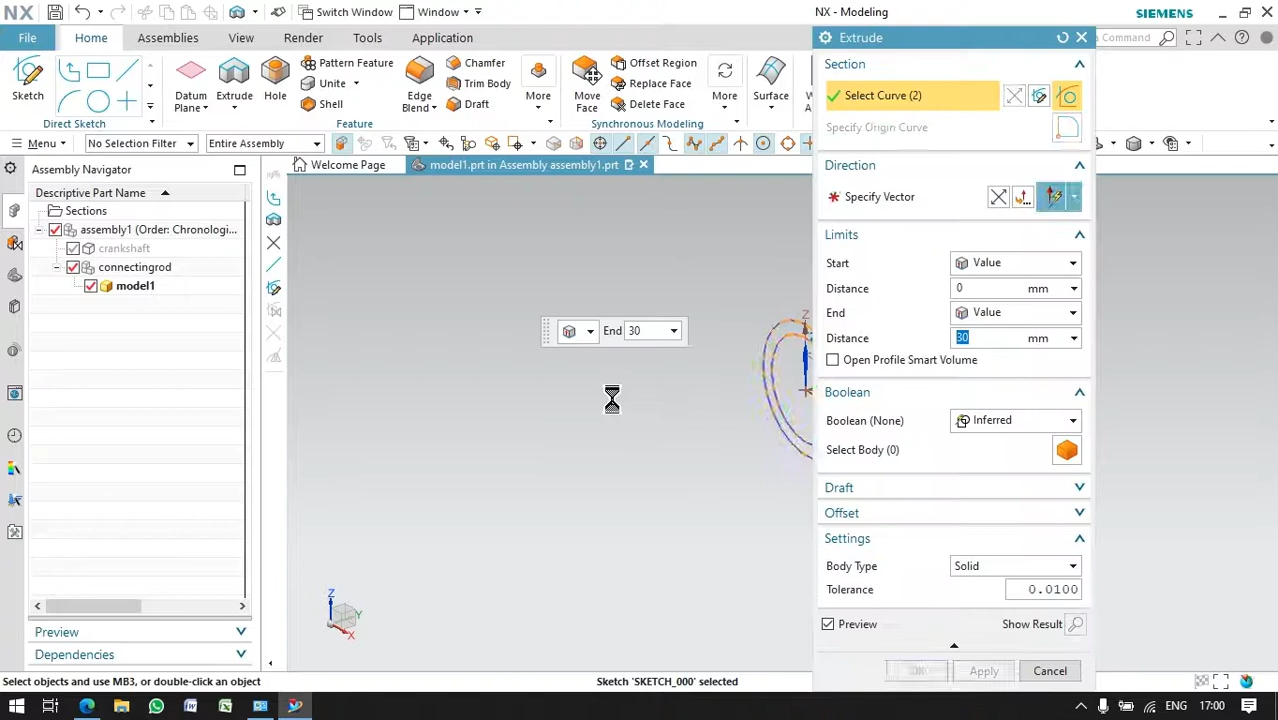 NX
Switch Window
Window
NX - Modeling
SIEMENS
File
Home
Assemblies
View
Render
Tools
Application
Command
Sketch
Direct Sketch
Datum Plane
Extrude
Hole
Pattern Feature
Unite
Shell
Feature
Edge Blend
Chamfer
Trim Body
Draft
More
Move Face
Offset Region
Replace Face
Delete Face
Synchronous Modeling
More
Surface
Menu
No Selection Filter
Entire Assembly
Assembly Navigator
Welcome Page
model1.prt in Assembly assembly1.prt
Descriptive Part Name
Sections
assembly1 (Order: Chronologi...
crankshaft
connectingrod
model1
Preview
Dependencies
End 30
Z
Z
Y
X
Extrude
Section
Select Curve (2)
Specify Origin Curve
Direction
Specify Vector
Limits
Start
Value
Distance
0 mm
End
Value
Distance
30 mm
Open Profile Smart Volume
Boolean
Boolean (None)
Inferred
Select Body (0)
Draft
Offset
Settings
Body Type
Solid
Tolerance
0.0100
Preview
Show Result
Apply
Cancel
Select objects and use MB3, or double-click an object
Sketch 'SKETCH_000' selected
ENG
17:00